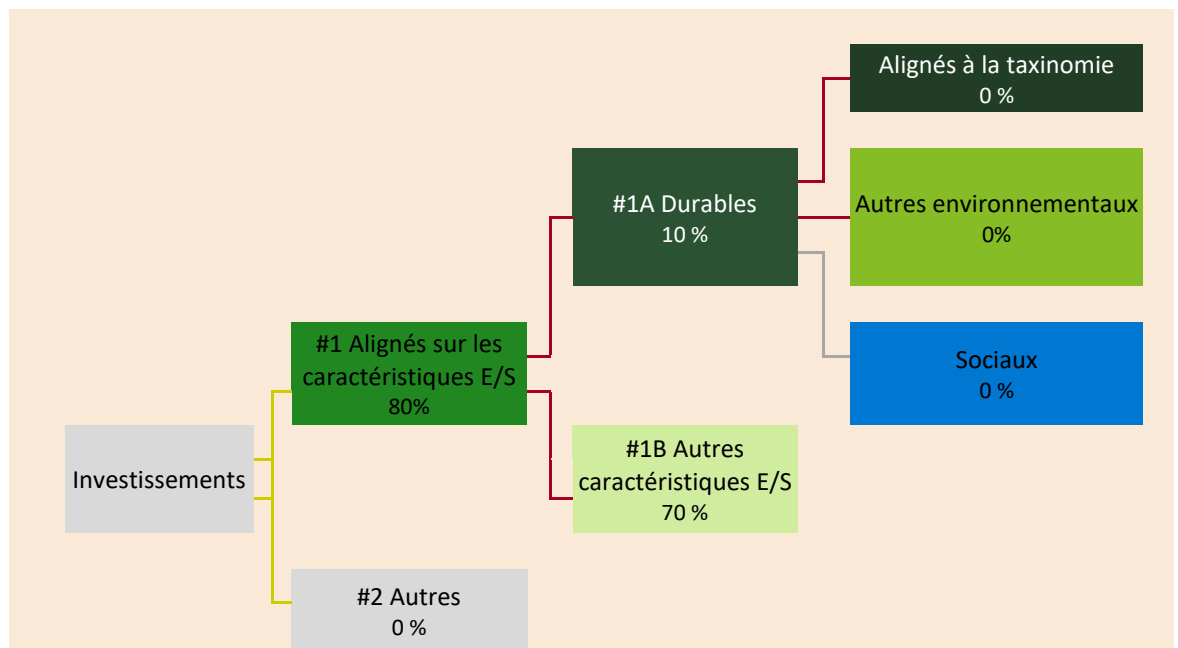 Alignés à la taxinomie
0 %
#1A Durables
10 %
Autres environnementaux
0%
#1 Alignés sur les
caractéristiques E/S
80%
Sociaux
0 %
Investissements
#1B Autres
caractéristiques E/S
70 %
#2 Autres
0 %